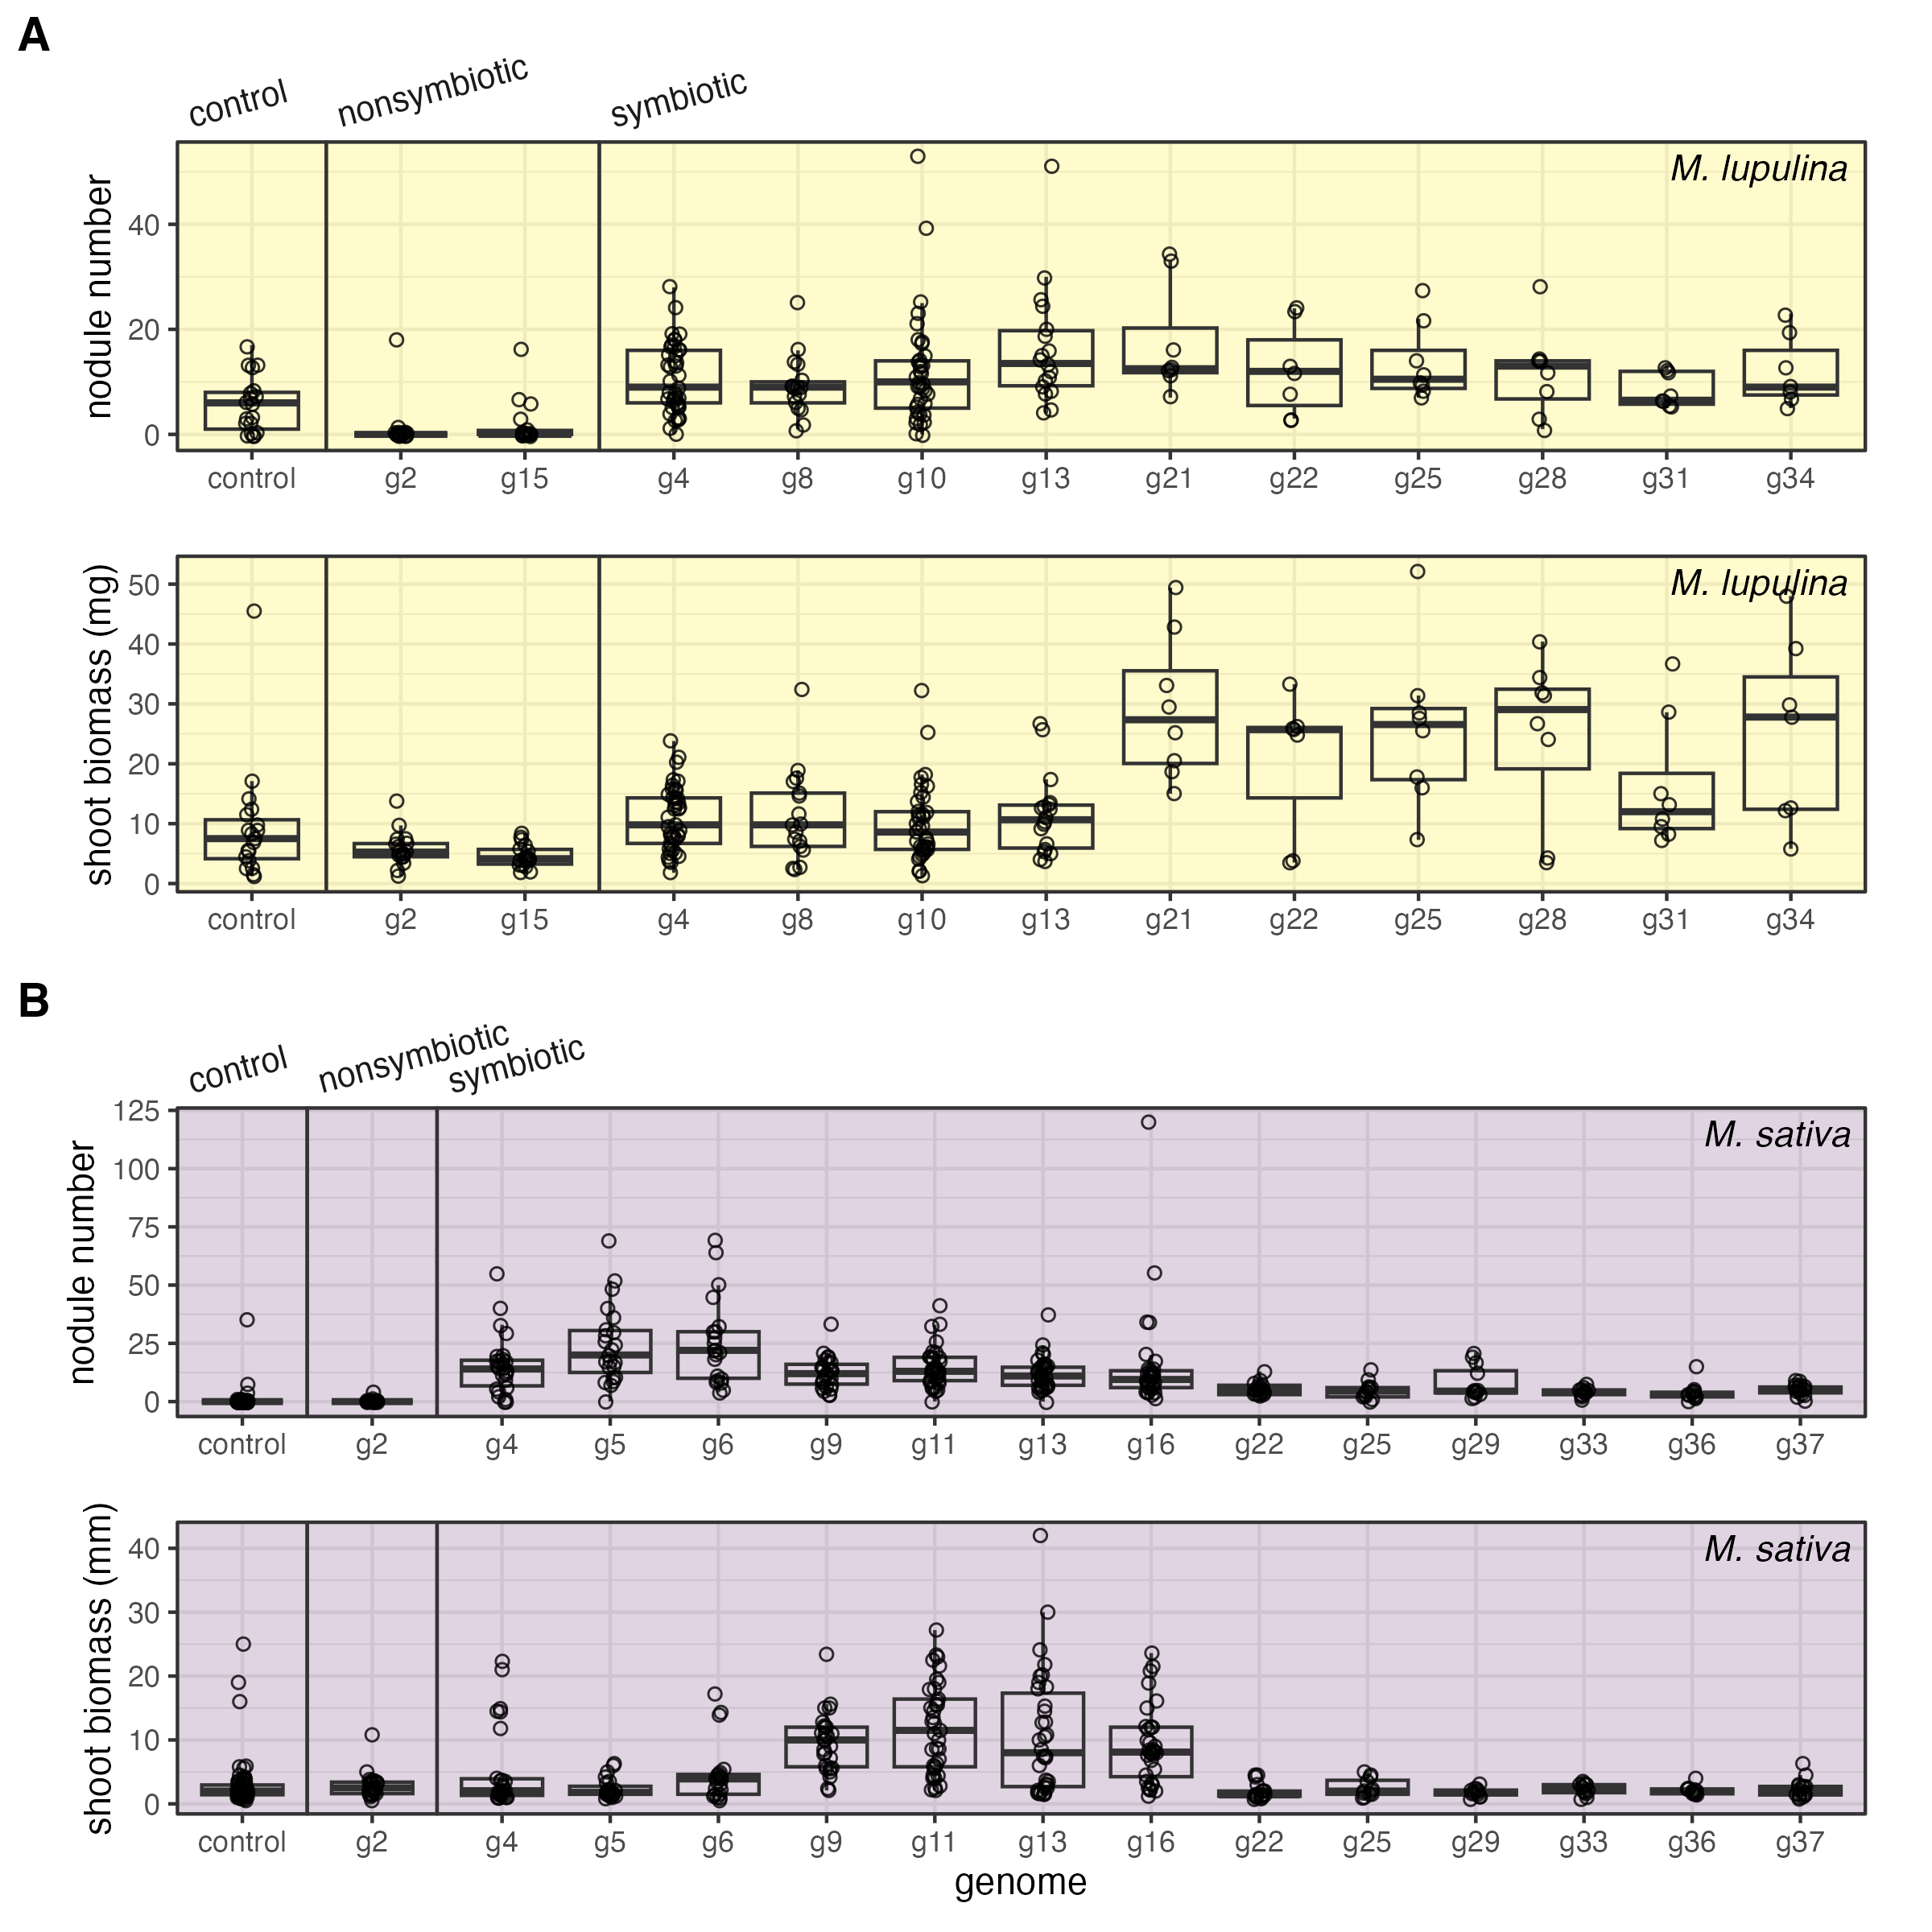 A
control nonsymbiotic symbiotic
M. lupulina
nodule number
40
20
0
control g2 g15 g4 g8 g10 g13 g21 g22 g25 g28 g31 g34
M. lupulina
shoot biomass (mg)
50
40
30
20
10
0
control g2 g15 g4 g8 g10 g13 g21 g22 g25 g28 g31 g34
B
control nonsymbiotic symbiotic
M. sativa
nodule number
125
100
75
50
25
0
control g2 g4 g5 g6 g9 g11 g13 g16 g22 g25 g29 g33 g36 g37
M. sativa
shoot biomass (mm)
40
30
20
10
0
control g2 g4 g5 g6 g9 g11 g13 g16 g22 g25 g29 g33 g36 g37
genome